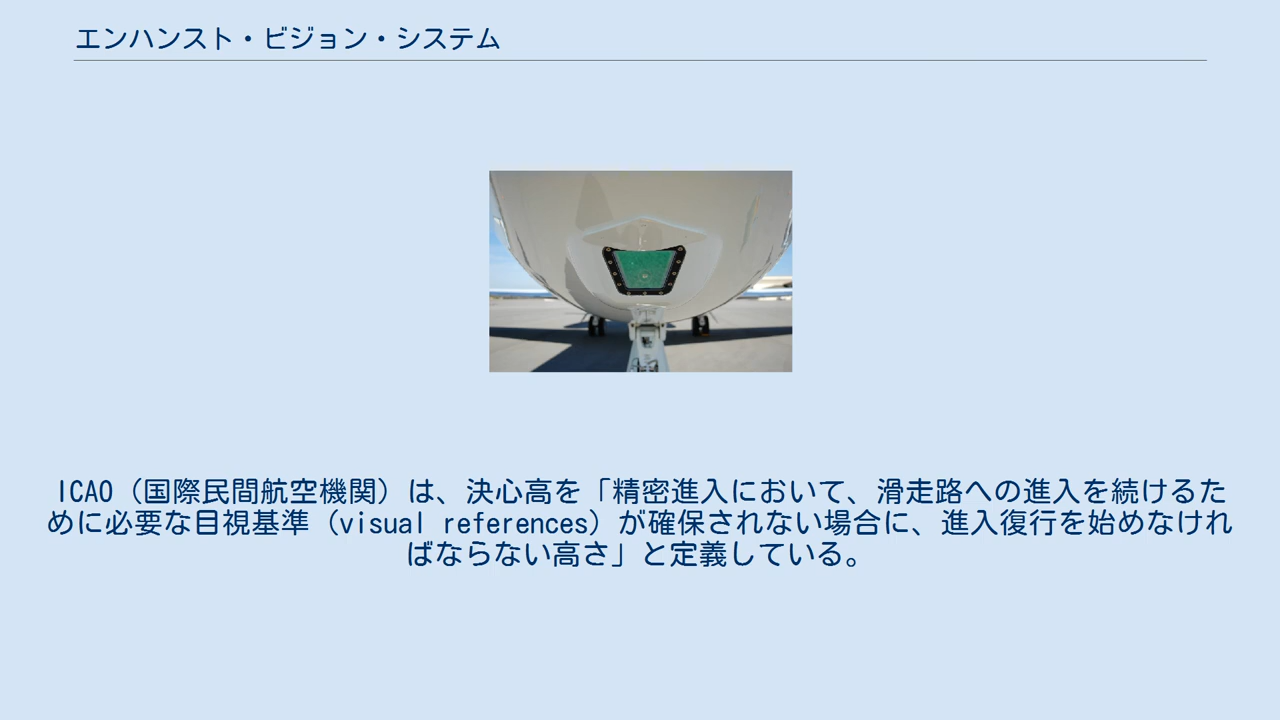 エンハンスト・ビジョン・システム
ICAO（国際民間航空機関）は、決心高を「精密進入において、滑走路への進入を続けるた
めに必要な目視基準（visual references）が確保されない場合に、進入復行を始めなけれ
ばならない高さ」と定義している。